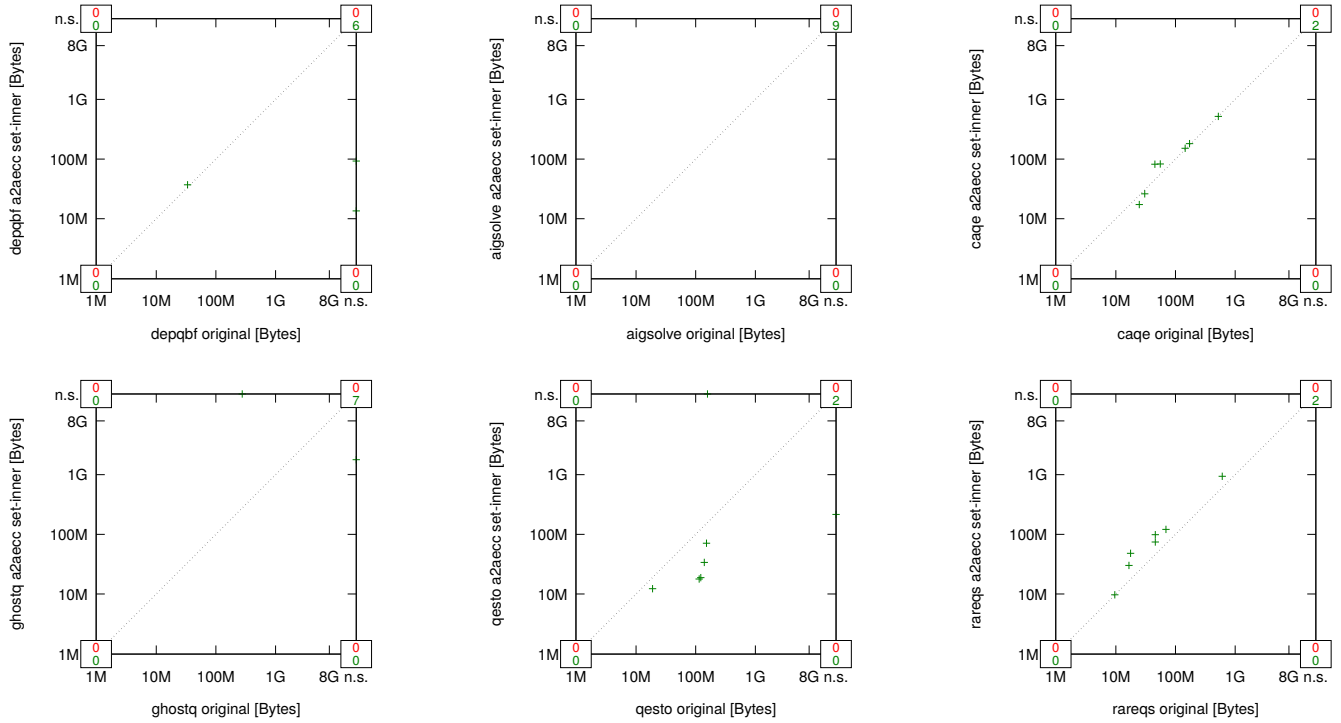 n.s. 0 0 0 6
8G
1G
100M
10M
1M 0 0 0 0
1M 10M 100M 1G 8G n.s.
depqbf a2aecc set-inner [Bytes]
depqbf original [Bytes]
n.s. 0 0 0 9
8G
1G
100M
10M
1M 0 0 0 0
1M 10M 100M 1G 8G n.s.
aigsolve a2aecc set-inner [Bytes]
aigsolve original [Bytes]
n.s. 0 0 0 2
8G
1G
100M
10M
1M 0 0 0 0
1M 10M 100M 1G 8G n.s.
caqe a2aecc set-inner [Bytes]
caqe original [Bytes]
n.s. 0 0 0 7
8G
1G
100M
10M
1M 0 0 0 0
1M 10M 100M 1G 8G n.s.
ghostq a2aecc set-inner [Bytes]
ghostq original [Bytes]
n.s. 0 0 0 2
8G
1G
100M
10M
1M 0 0 0 0
1M 10M 100M 1G 8G n.s.
qesto a2aecc set-inner [Bytes]
qesto original [Bytes]
n.s. 0 0 0 2
8G
1G
100M
10M
1M 0 0 0 0
1M 10M 100M 1G 8G n.s.
rareqs a2aecc set-inner [Bytes]
rareqs original [Bytes]